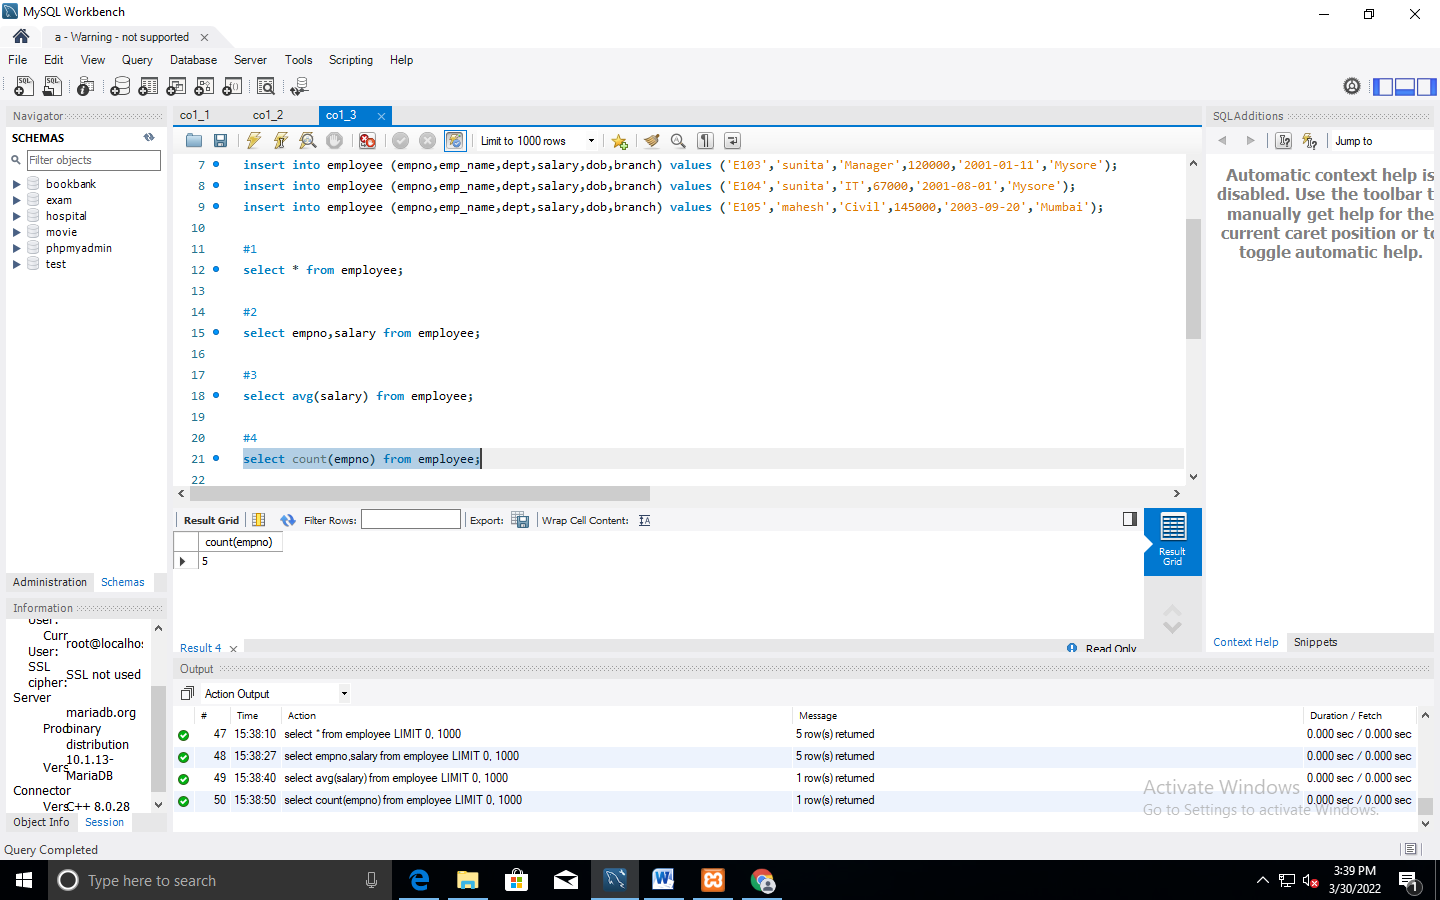 MySQL Workbench
a - Warning - not supported
File Edit View Query Database Server Tools Scripting Help
Navigator
SCHEMAS
Filter objects
bookbank
exam
hospital
movie
phpmyadmin
test
Administration Schemas
Information
User:
Curr root@localho
User:
SSL SSL not used
cipher:
Server
mariadb.org
Prod binary
distribution
10.1.13-
Vers MariaDB
Connector
Vers C++ 8.0.28
Object Info Session
co1_1 co1_2 co1_3
Limit to 1000 rows
7 insert into employee (empno,emp_name,dept,salary,dob,branch) values ('E103','sunita','Manager',120000,'2001-01-11','Mysore');
8 insert into employee (empno,emp_name,dept,salary,dob,branch) values ('E104','sunita','IT',67000,'2001-08-01','Mysore');
9 insert into employee (empno,emp_name,dept,salary,dob,branch) values ('E105','mahesh','Civil',145000,'2003-09-20','Mumbai');
10
11 #1
12 select * from employee;
13
14 #2
15 select empno,salary from employee;
16
17 #3
18 select avg(salary) from employee;
19
20 #4
21 select count(empno) from employee;
22
Result Grid Filter Rows: Export: Wrap Cell Content:
count(empno)
5
Result
Grid
Result 4 Read Only
SQLAdditions
Jump to
Automatic context help is
disabled. Use the toolbar t
manually get help for the
current caret position or to
toggle automatic help.
Context Help Snippets
Output
Action Output
# Time Action Message Duration / Fetch
47 15:38:10 select * from employee LIMIT 0, 1000 5 row(s) returned 0.000 sec / 0.000 sec
48 15:38:27 select empno,salary from employee LIMIT 0, 1000 5 row(s) returned 0.000 sec / 0.000 sec
49 15:38:40 select avg(salary) from employee LIMIT 0, 1000 1 row(s) returned 0.000 sec / 0.000 sec
50 15:38:50 select count(empno) from employee LIMIT 0, 1000 1 row(s) returned 0.000 sec / 0.000 sec
Activate Windows
Go to Settings to activate Windows.
Query Completed
Type here to search
3:39 PM
3/30/2022
1